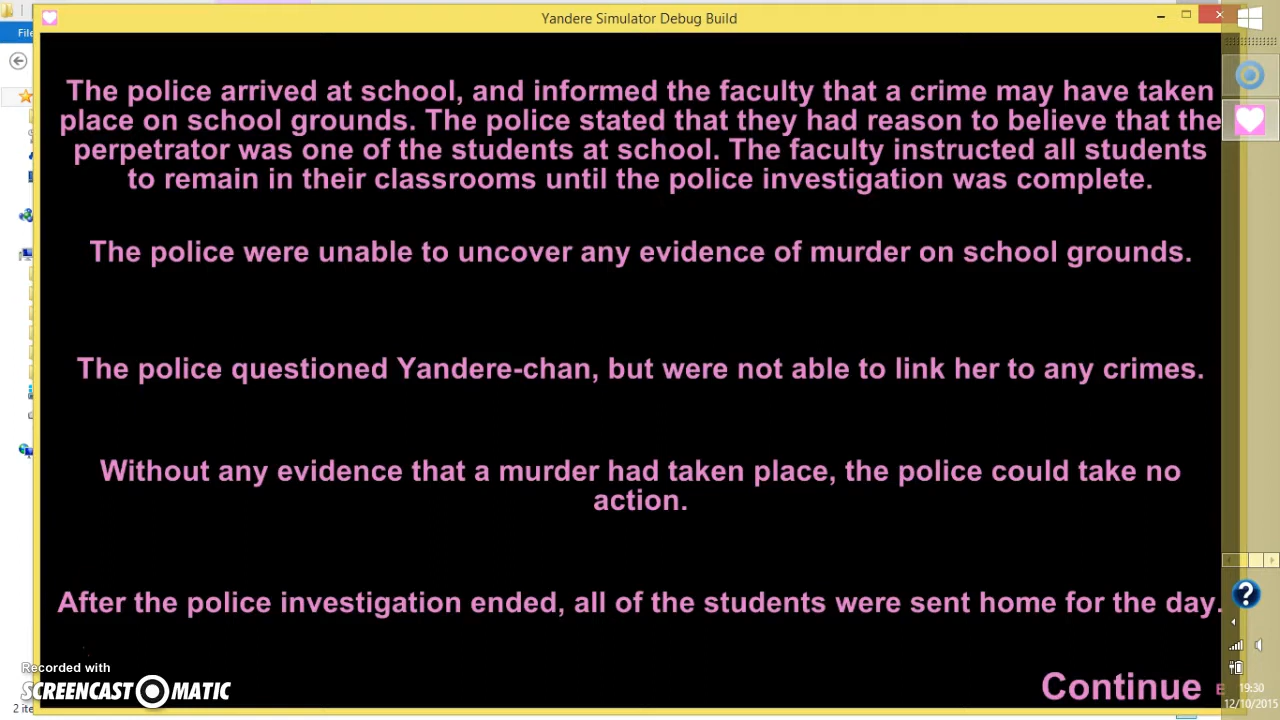 Yandere Simulator Debug Build
File
The police arrived at school, and informed the faculty that a crime may have taken
place on school grounds. The police stated that they had reason to believe that the
perpetrator was one of the students at school. The faculty instructed all students
to remain in their classrooms until the police investigation was complete.
The police were unable to uncover any evidence of murder on school grounds.
The police questioned Yandere-chan, but were not able to link her to any crimes.
Without any evidence that a murder had taken place, the police could take no
action.
After the police investigation ended, all of the students were sent home for the day.
Continue E
Recorded with
SCREENCAST-O-MATIC
2 ite
19:30
12/10/2015